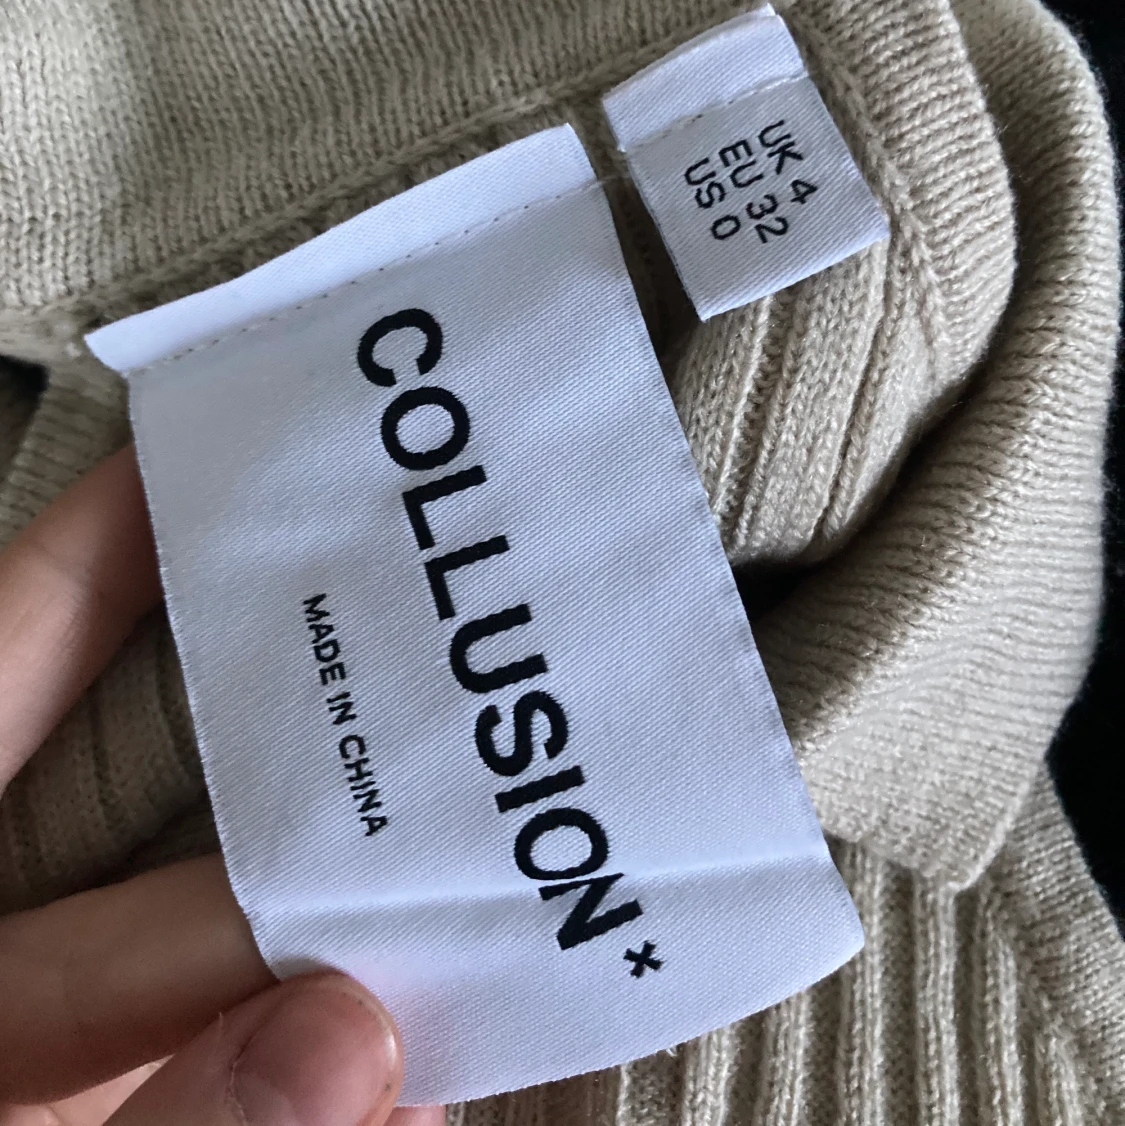 COLLUSION x
MADE IN CHINA
UK 4
EU 32
US 0